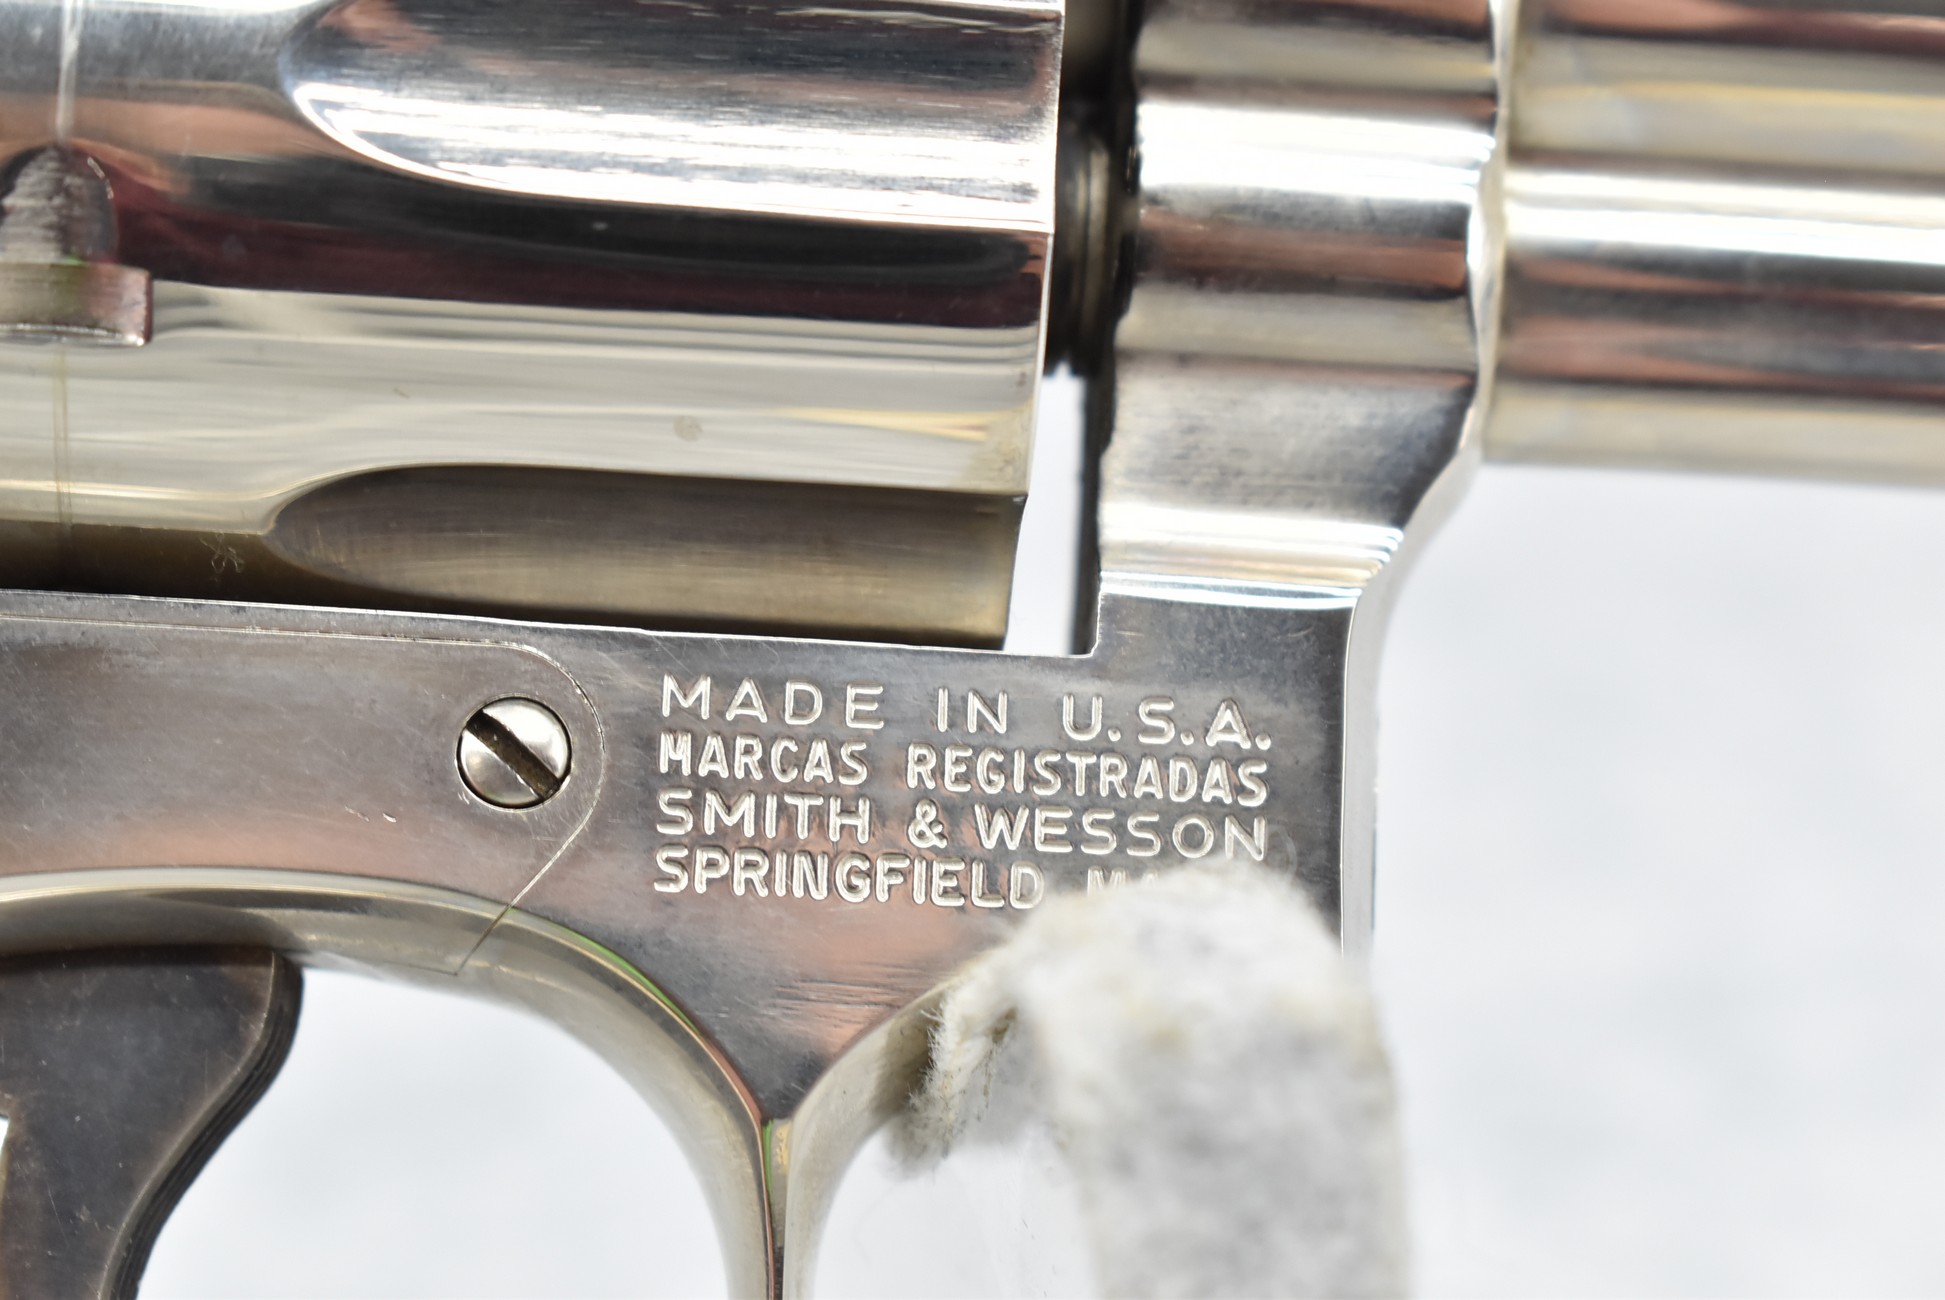 MADE IN U.S.A.
MARCAS REGISTRADAS
SMITH & WESSON
SPRINGFIELD